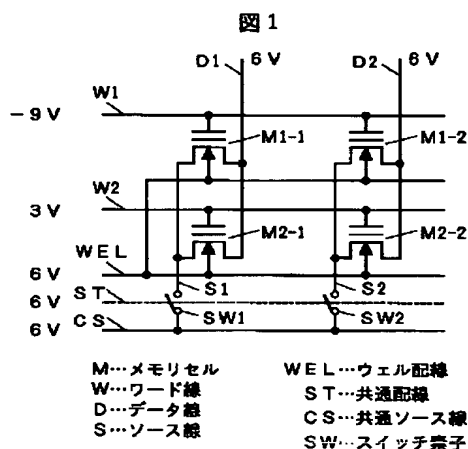 図1
D1 6V D2 6V
W1
-9V
M1-1 M1-2
W2
3V
M2-1 M2-2
WEL
6V
S1 S2
ST
6V
CS SW1 SW2
6V
M…メモリセル
W…ワード線
D…データ線
S…ソース線
WEL…ウェル配線
ST…共通配線
CS…共通ソース線
SW…スイッチ素子